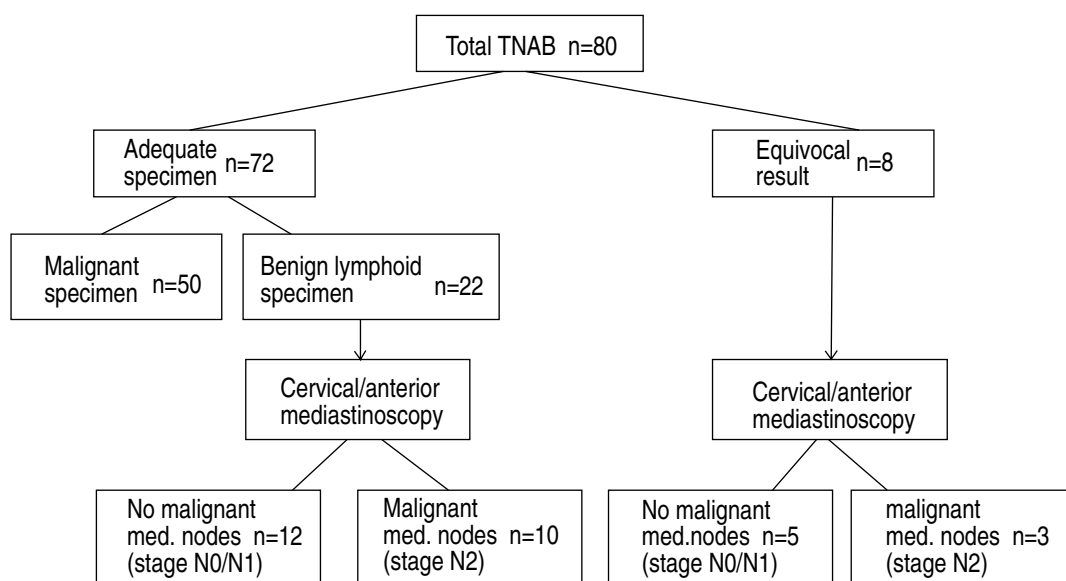 Total TNAB n=80
Adequate
specimen n=72
Equivocal
result n=8
Malignant
specimen n=50
Benign lymphoid
specimen n=22
Cervical/anterior
mediastinoscopy
Cervical/anterior
mediastinoscopy
No malignant
med. nodes n=12
(stage N0/N1)
Malignant
med. nodes n=10
(stage N2)
No malignant
med.nodes n=5
(stage N0/N1)
malignant
med. nodes n=3
(stage N2)